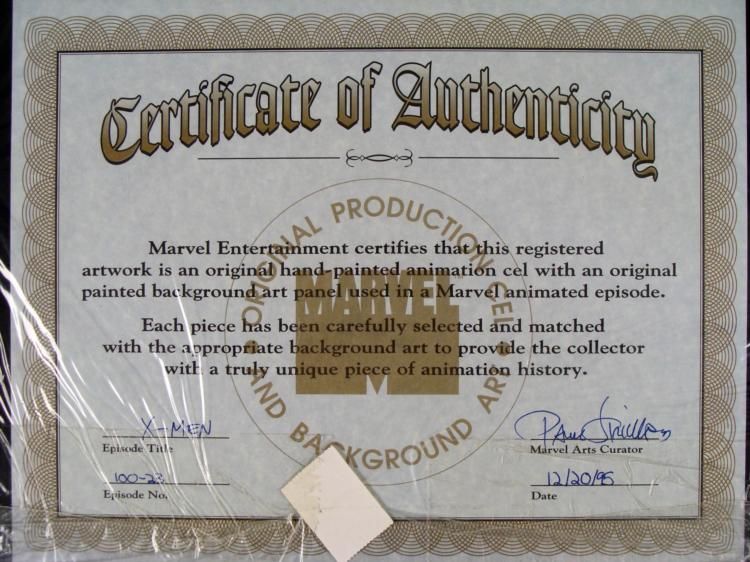 Certificate of Authenticity
ORIGINAL PRODUCTION CEL
AND BACKGROUND ART
MARVEL
Marvel Entertainment certifies that this registered
artwork is an original hand-painted animation cel with an original
painted background art panel used in a Marvel animated episode.
Each piece has been carefully selected and matched
with the appropriate background art to provide the collector
with a truly unique piece of animation history.
X-MEN
Episode Title
Marvel Arts Curator
100-23
Episode No.
12/20/95
Date